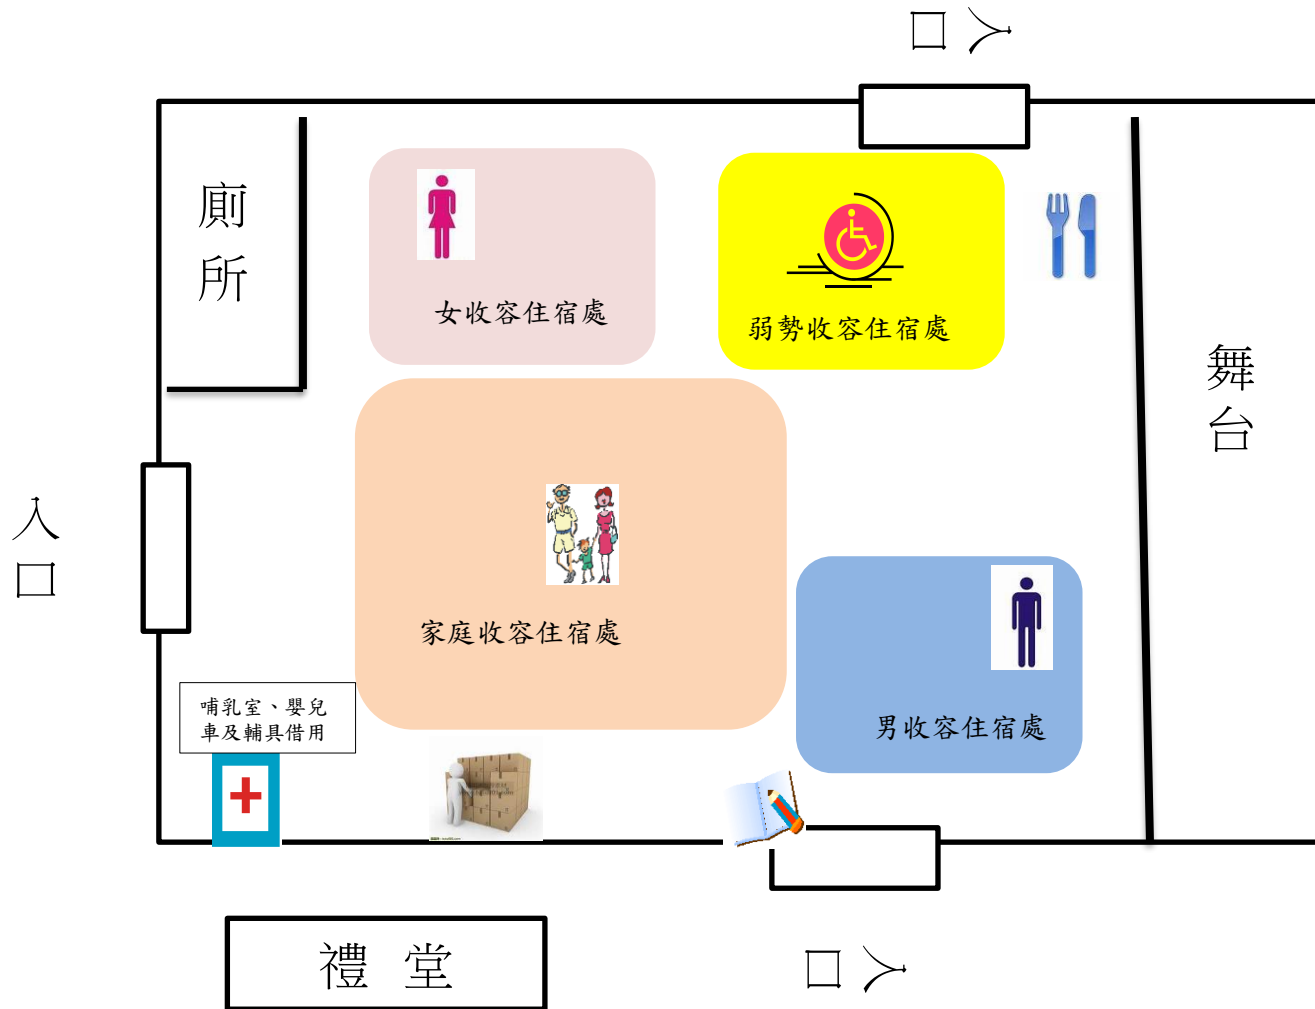 入口
廁所
女收容住宿處
弱勢收容住宿處
舞台
入口
家庭收容住宿處
哺乳室、嬰兒
車及輔具借用
男收容住宿處
禮堂
入口